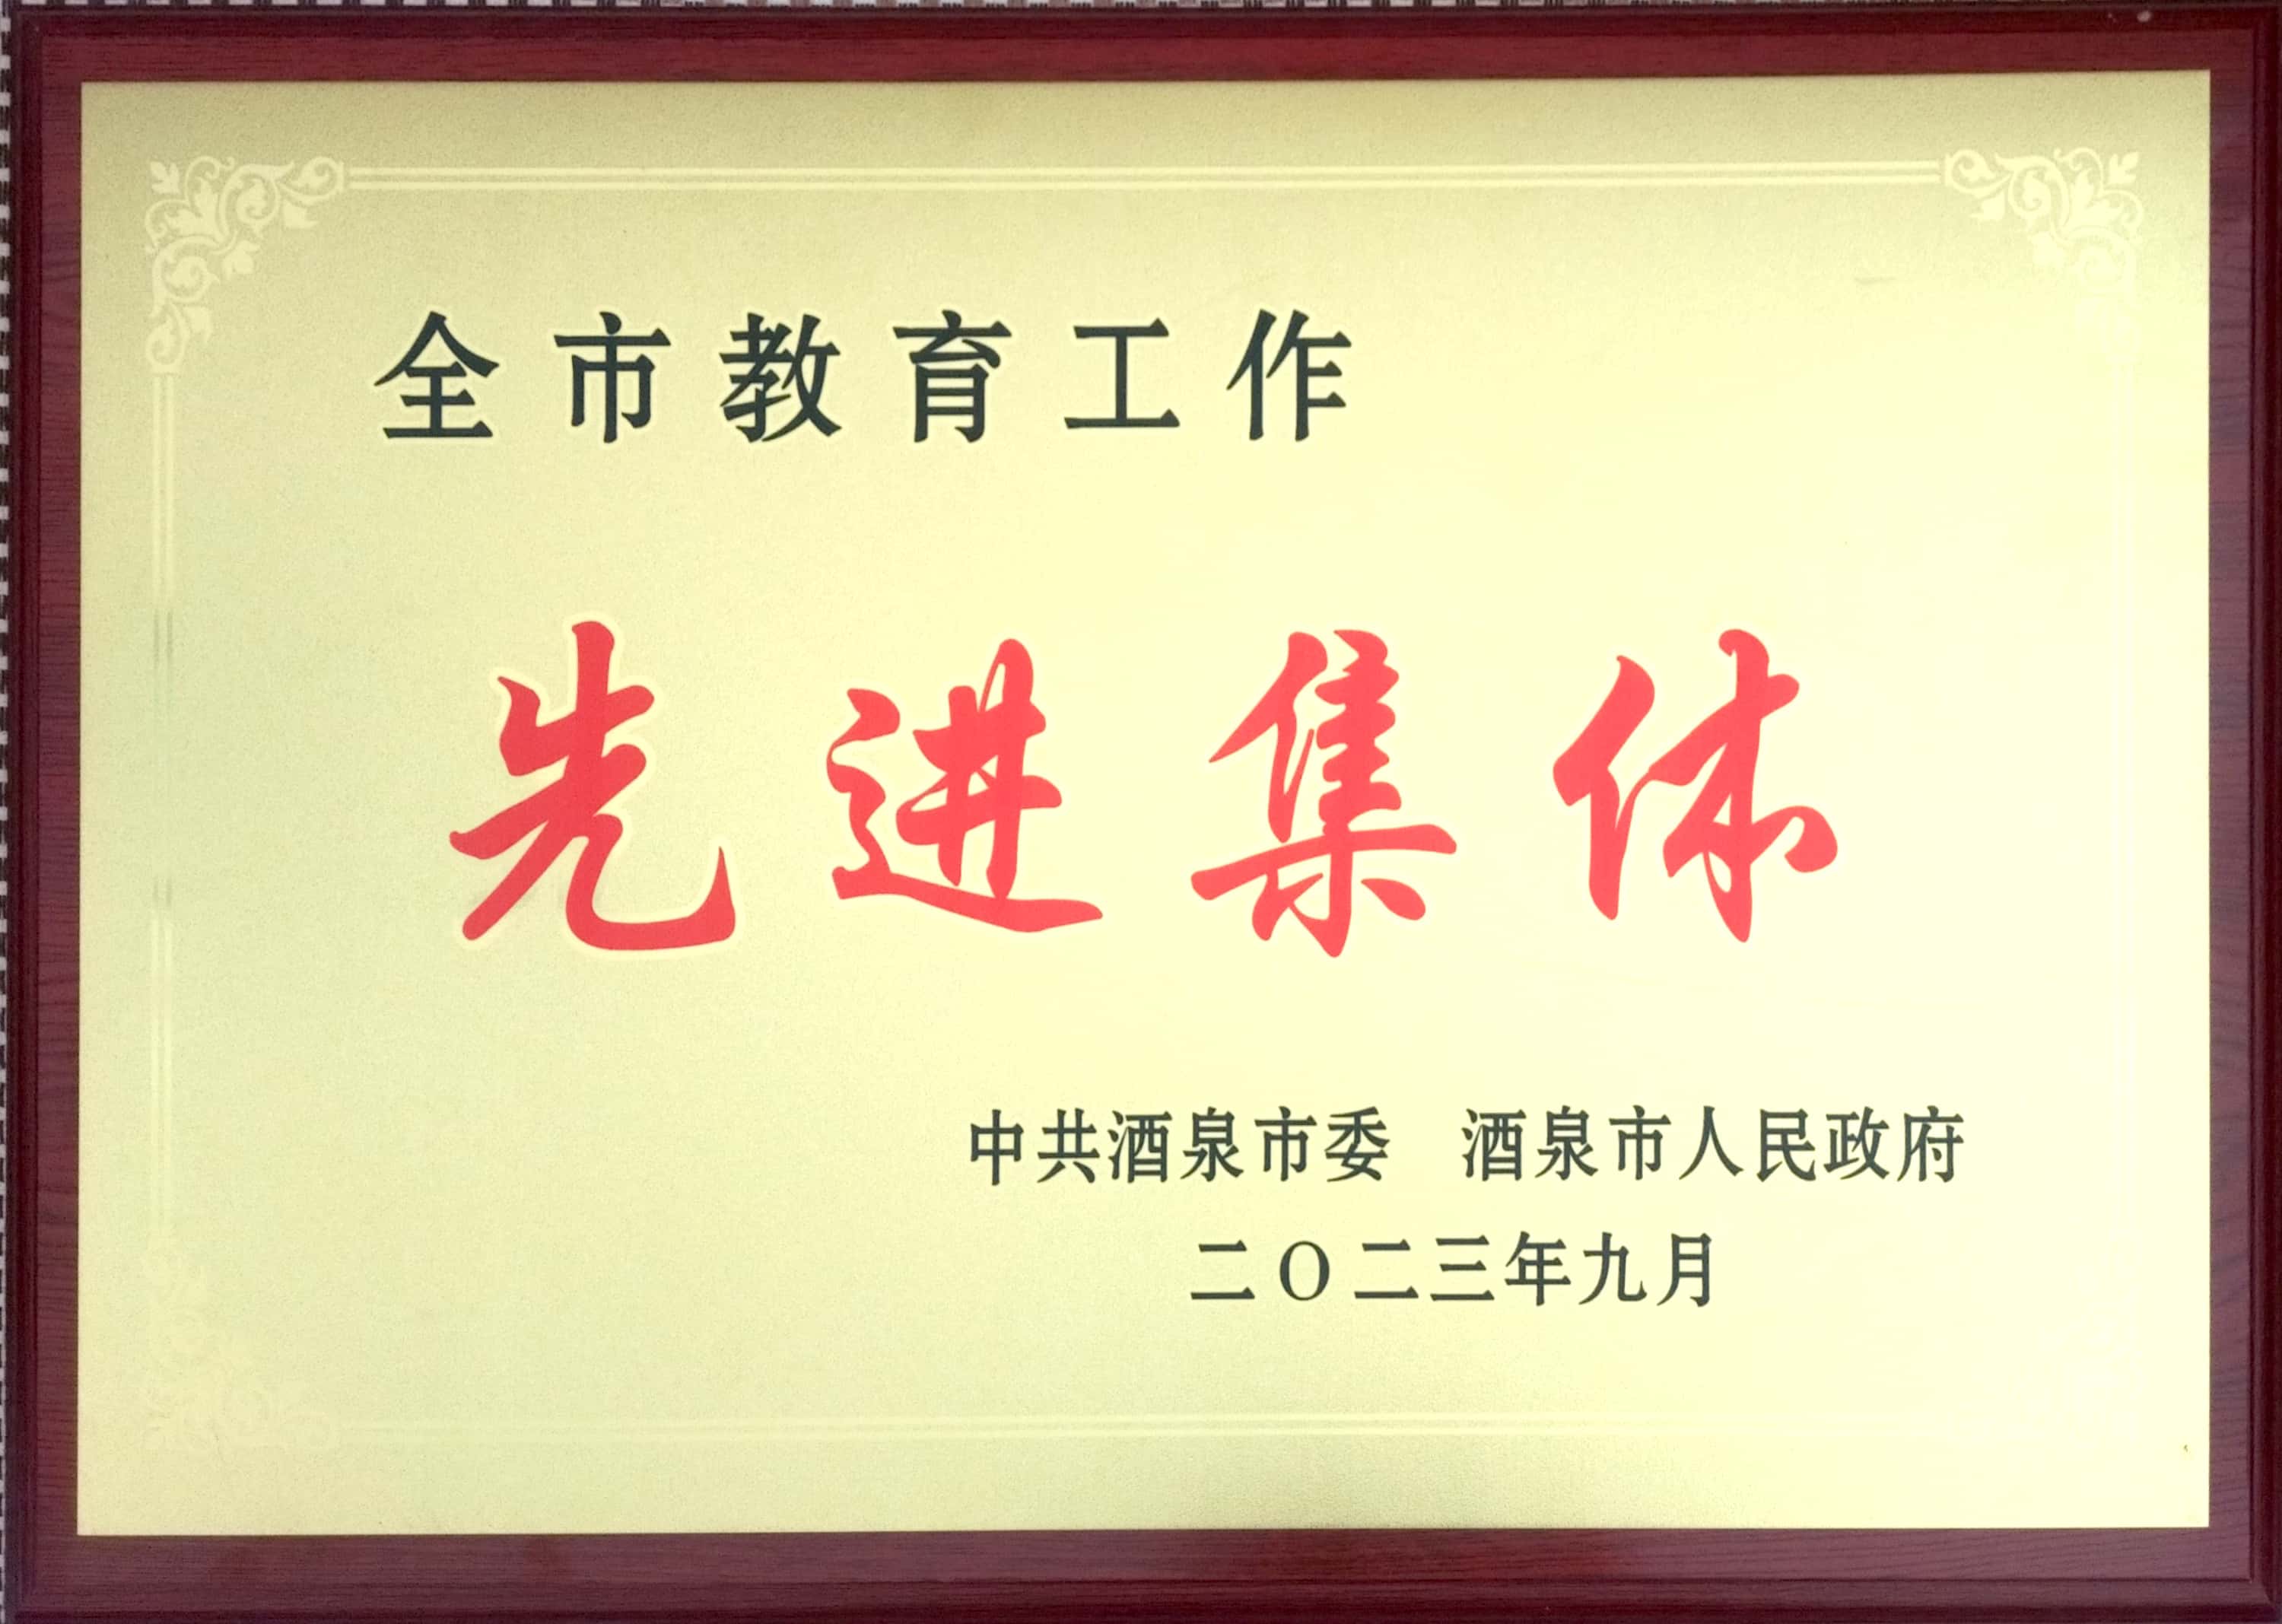 全市教育工作
先进集体
中共酒泉市委 酒泉市人民政府
二〇二三年九月